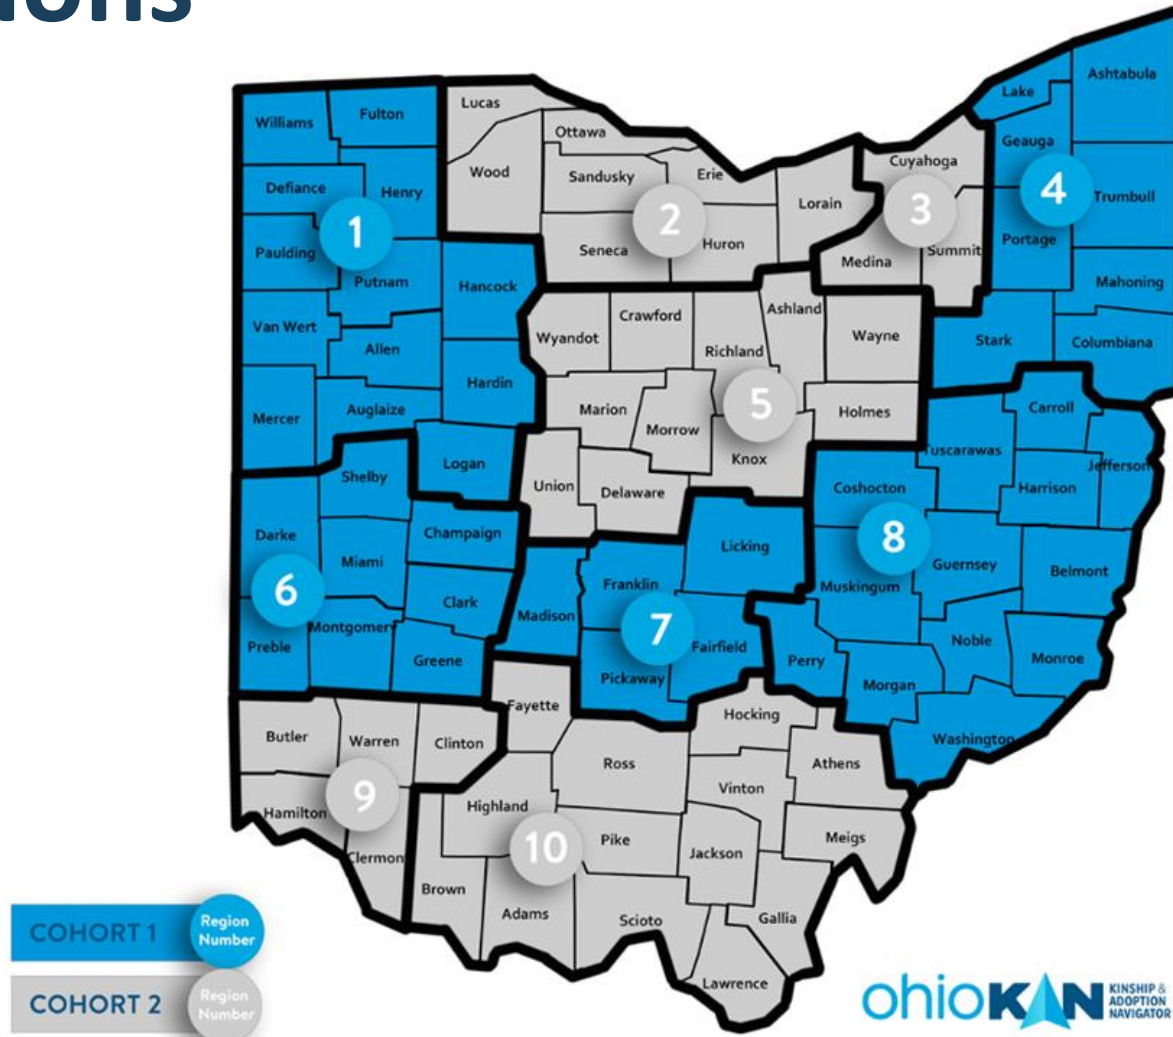 ions
Williams
Fulton
Defiance
Henry
1
Paulding
Putnam
Hancock
Van Wert
Allen
Hardin
Mercer
Auglaize
Logan
Lucas
Ottawa
Wood
Sandusky
Erie
2
Lorain
Seneca
Huron
Cuyahoga
3
Medina
Summit
Lake
Ashtabula
Geauga
4
Trumbull
Portage
Mahoning
Stark
Columbiana
Wyandot
Crawford
Ashland
Richland
Wayne
Marion
5
Holmes
Morrow
Knox
Union
Delaware
Shelby
Darke
Champaign
Miami
6
Clark
Montgomery
Preble
Greene
Licking
Franklin
Madison
7
Fairfield
Pickaway
Carroll
Tuscarawas
Jefferson
Coshocton
Harrison
8
Guernsey
Belmont
Muskingum
Noble
Perry
Monroe
Morgan
Washington
Butler
Warren
Clinton
9
Hamilton
Clermon
Fayette
Hocking
Ross
Athens
Vinton
Highland
10
Pike
Meigs
Jackson
Brown
Adams
Scioto
Gallia
Lawrence
COHORT 1
Region
Number
COHORT 2
Region
Number
ohioKAN
KINSHIP &
ADOPTION
NAVIGATOR